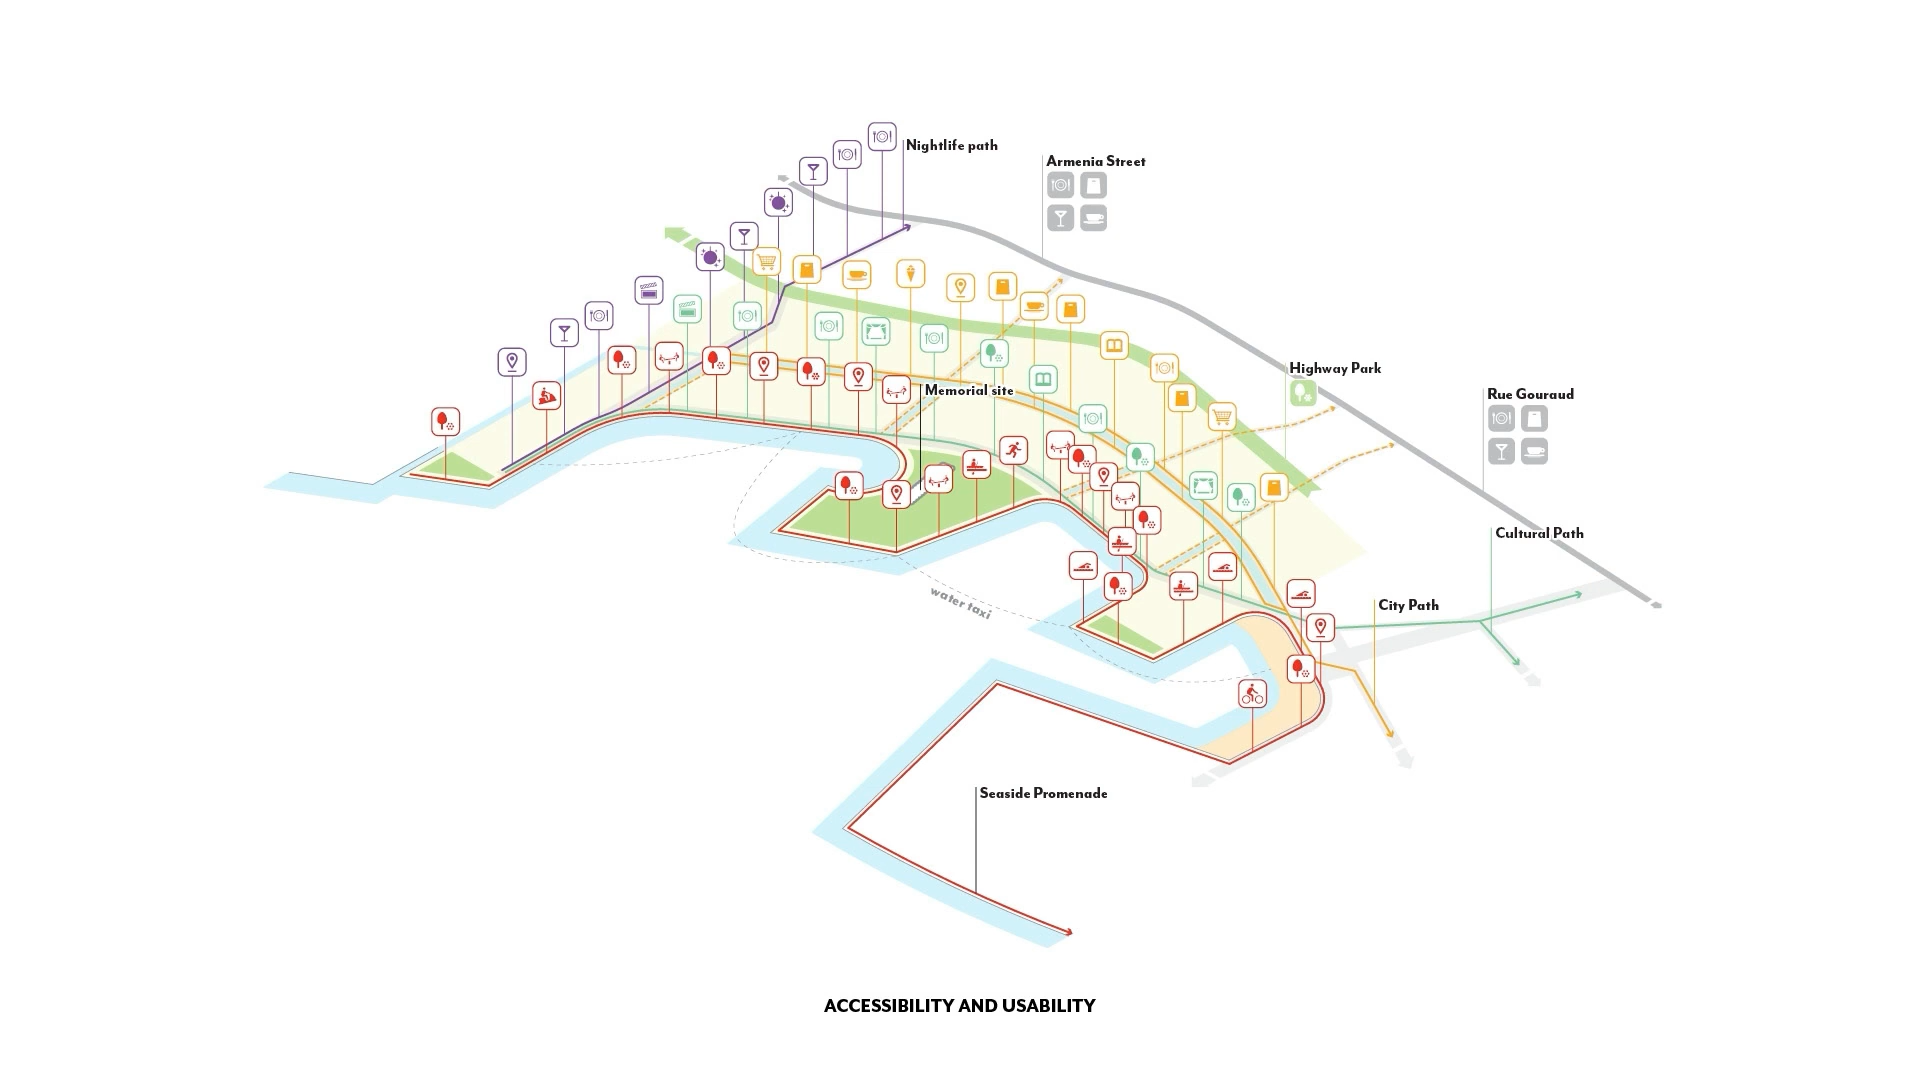 Nightlife path
Armenia Street
Highway Park
Memorial site
Rue Gouraud
Cultural Path
water taxi
City Path
Seaside Promenade
ACCESSIBILITY AND USABILITY